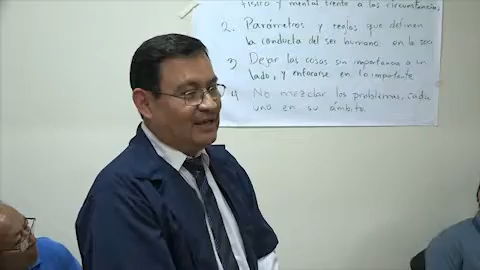 físico y mental frente a las circunstancias
2. Parámetros y reglas que definen
la conducta del ser humano en la soc
3 Dejar las cosas sin importancia a un
lado, y enfocarse en lo importante
4 No mezclar los problemas, cada
uno en su ámbito.